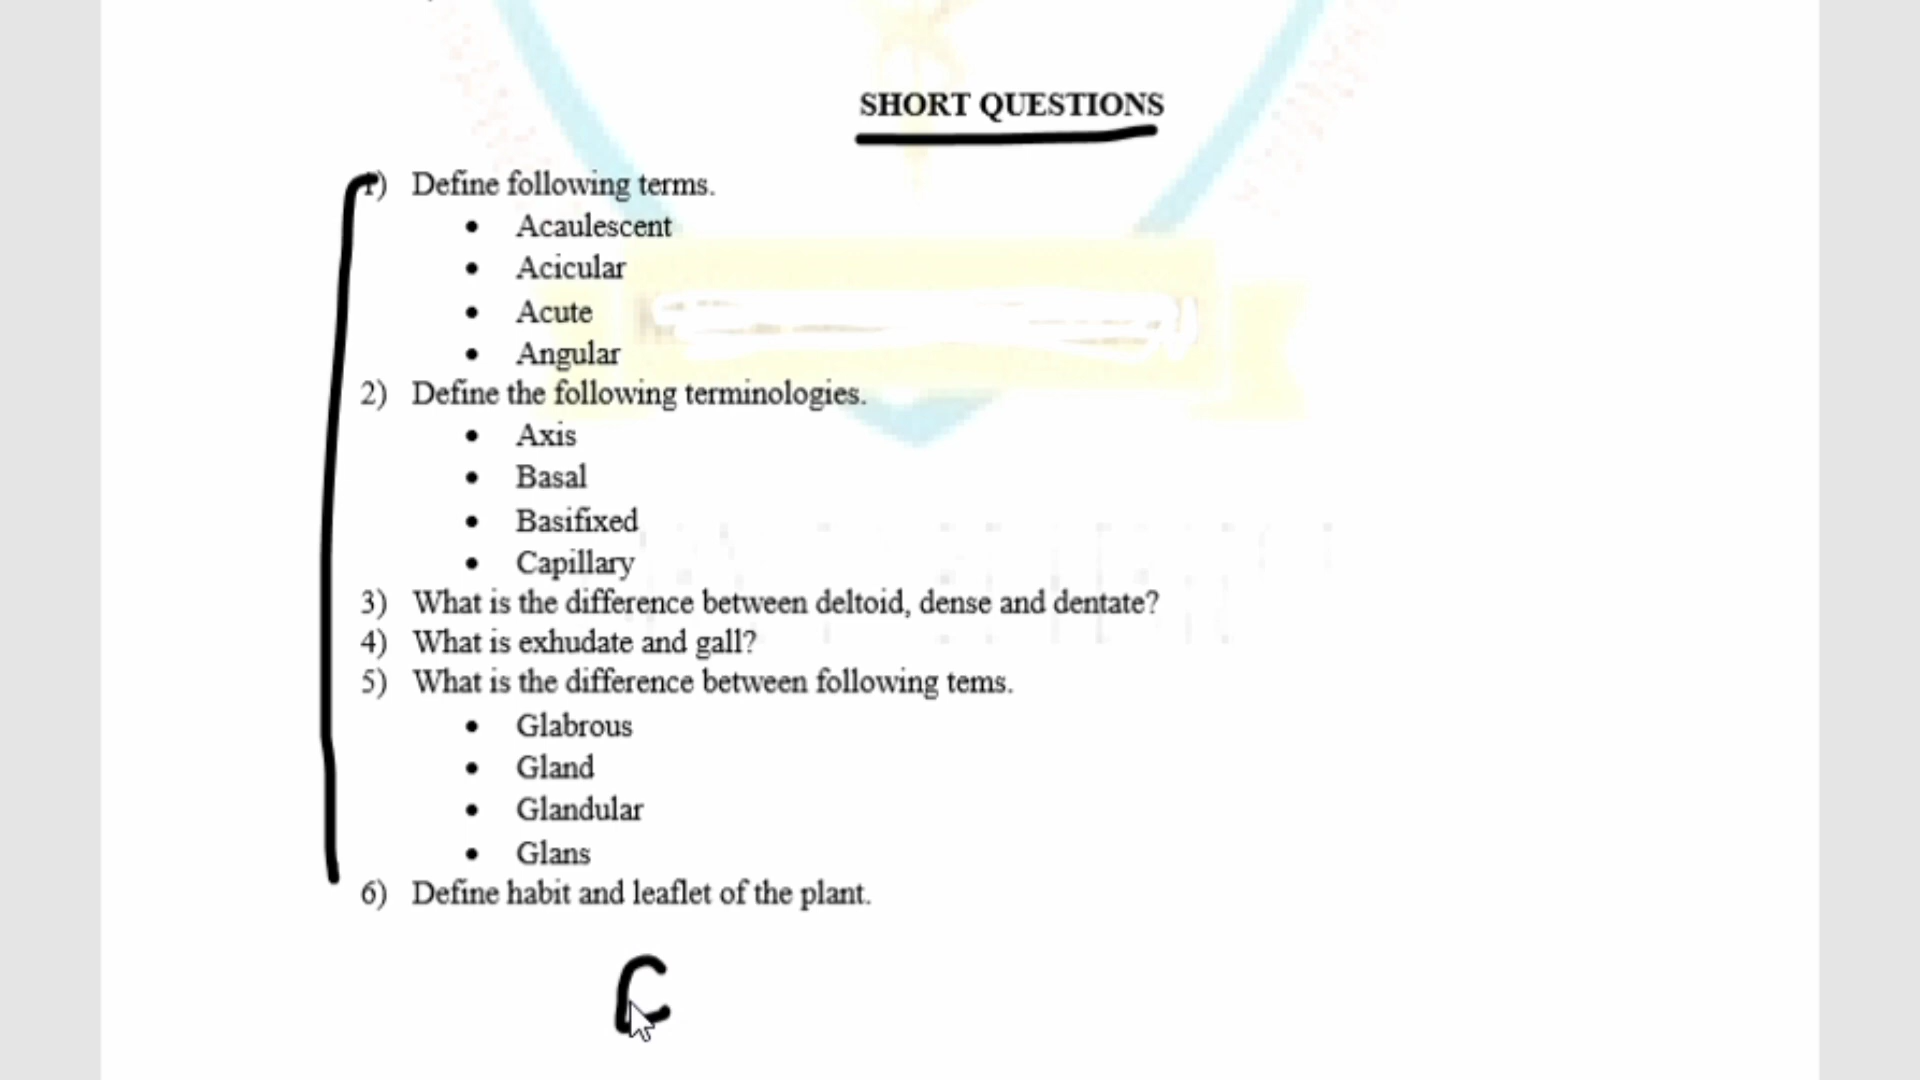 SHORT QUESTIONS
1) Define following terms.
• Acaulescent
• Acicular
• Acute
• Angular
2) Define the following terminologies.
• Axis
• Basal
• Basifixed
• Capillary
3) What is the difference between deltoid, dense and dentate?
4) What is exhudate and gall?
5) What is the difference between following tems.
• Glabrous
• Gland
• Glandular
• Glans
6) Define habit and leaflet of the plant.